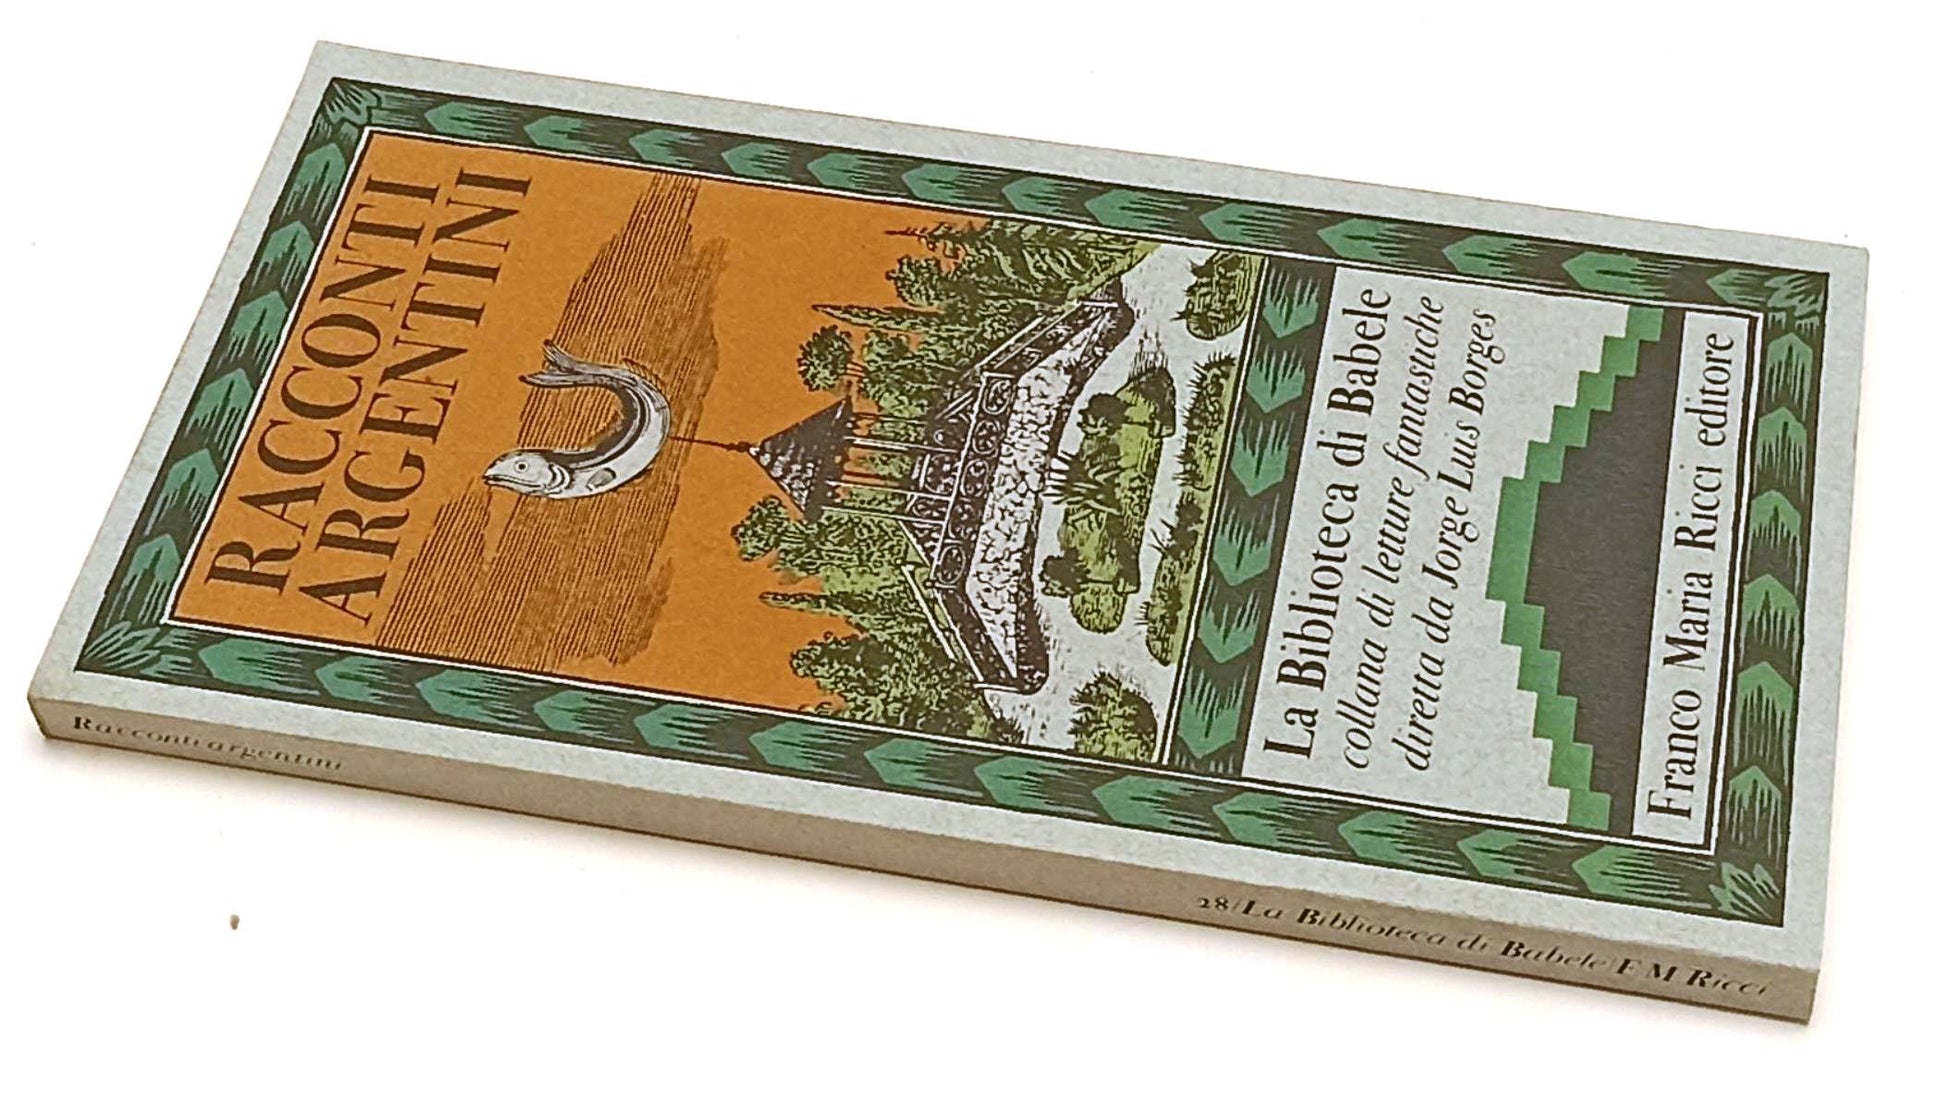 RACCONTI
ARGENTINI
La Biblioteca di Babele
collana di letture fantastiche
diretta da Jorge Luis Borges
Franco Maria Ricci editore
Racconti argentini
28/La Biblioteca di Babele/F M Ricci